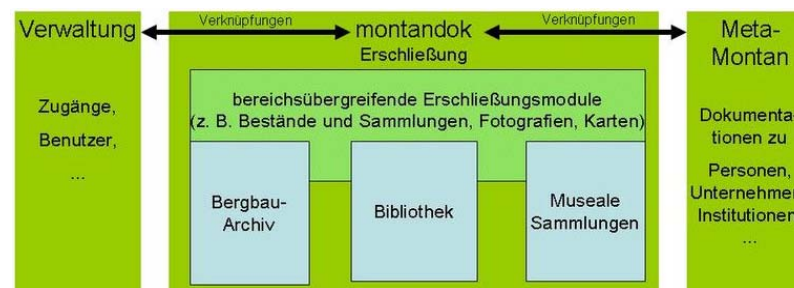 Verwaltung
Zugänge,
Benutzer,
...
Verknüpfungen
montandok
Erschließung
Verknüpfungen
bereichsübergreifende Erschließungsmodule
(z. B. Bestände und Sammlungen, Fotografien, Karten)
Bergbau-
Archiv
Bibliothek
Museale
Sammlungen
Meta-
Montan
Dokumenta-
tionen zu
Personen,
Unternehmen
Institutionen
...